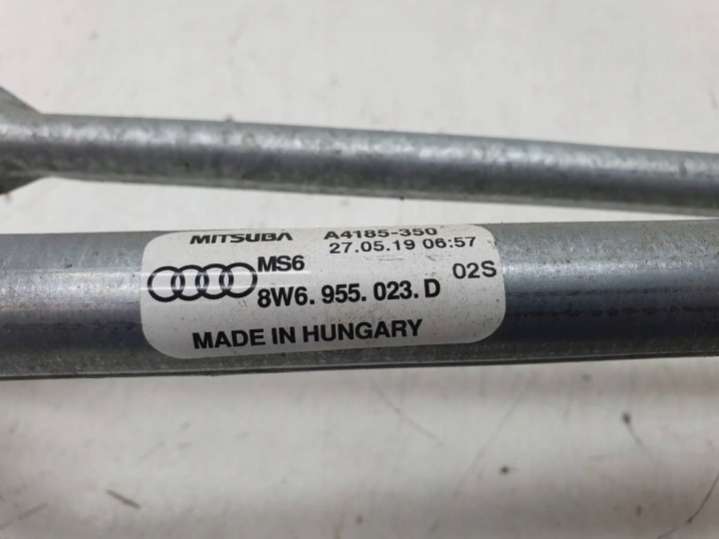 MITSUBA A4185-350
27.05.19 06:57
MS6 02S
8W6. 955. 023. D
MADE IN HUNGARY